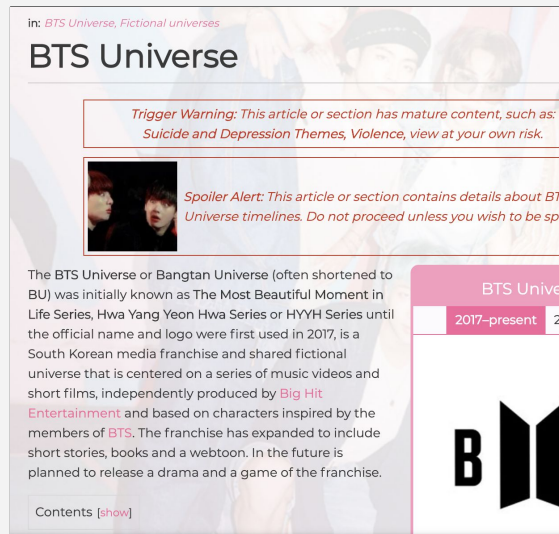 in: BTS Universe, Fictional universes
BTS Universe
Trigger Warning: This article or section has mature content, such as:
Suicide and Depression Themes, Violence, view at your own risk.
Spoiler Alert: This article or section contains details about BT
Universe timelines. Do not proceed unless you wish to be sp
The BTS Universe or Bangtan Universe (often shortened to
BU) was initially known as The Most Beautiful Moment in
Life Series, Hwa Yang Yeon Hwa Series or HYYH Series until
the official name and logo were first used in 2017, is a
South Korean media franchise and shared fictional
universe that is centered on a series of music videos and
short films, independently produced by Big Hit
Entertainment and based on characters inspired by the
members of BTS. The franchise has expanded to include
short stories, books and a webtoon. In the future is
planned to release a drama and a game of the franchise.
Contents [show]
BTS Unive
2017–present 2
B